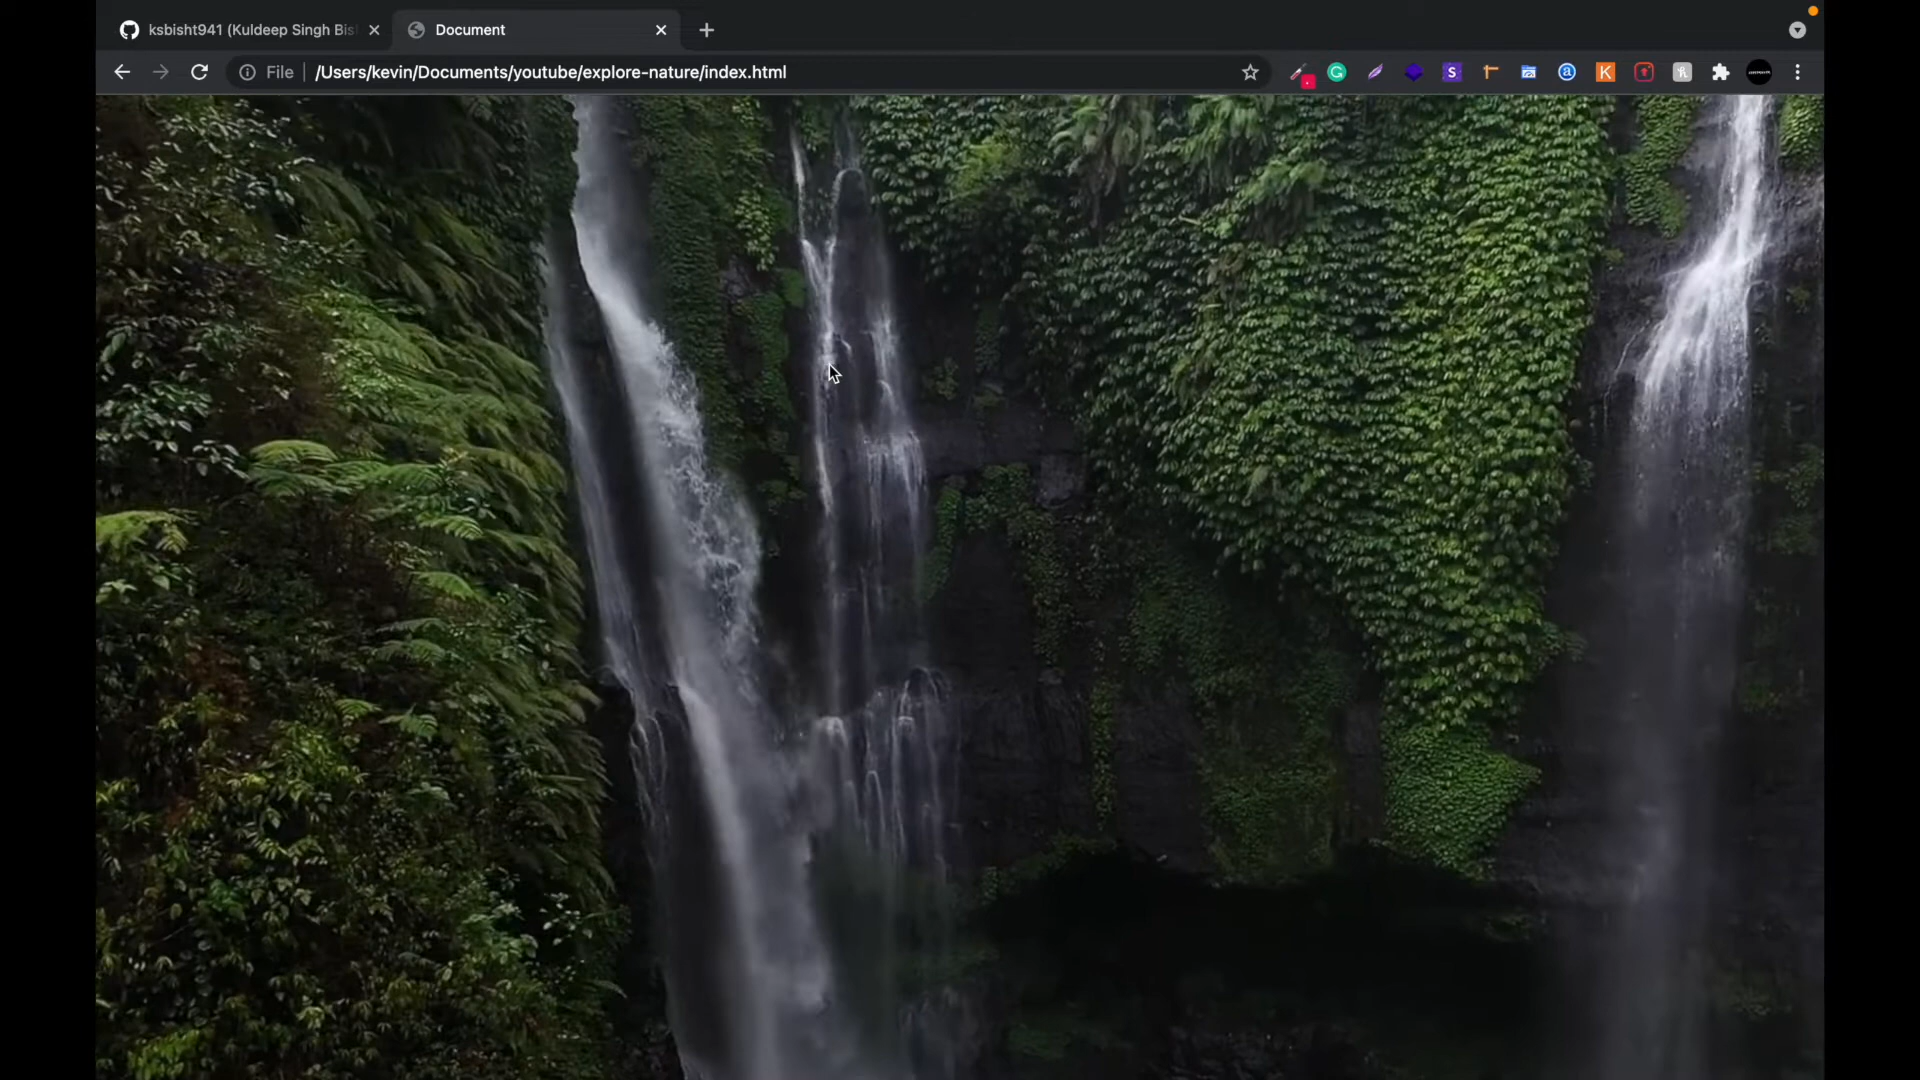 ksbisht941 (Kuldeep Singh Bis
Document
File
/Users/kevin/Documents/youtube/explore-nature/index.html